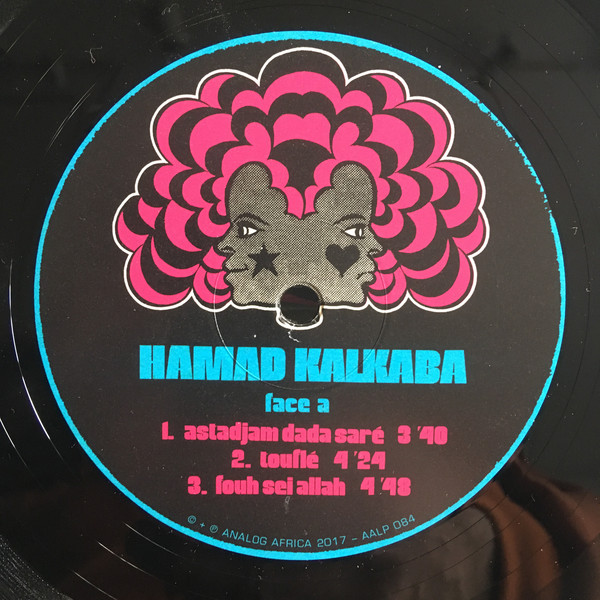 HAMAD KALKABA
face a
1. astadjam dada saré 3 '40
2. touflé 4 '24
3. fouh sei allah 4 '48
© + ℗ ANALOG AFRICA 2017 – AALP 084